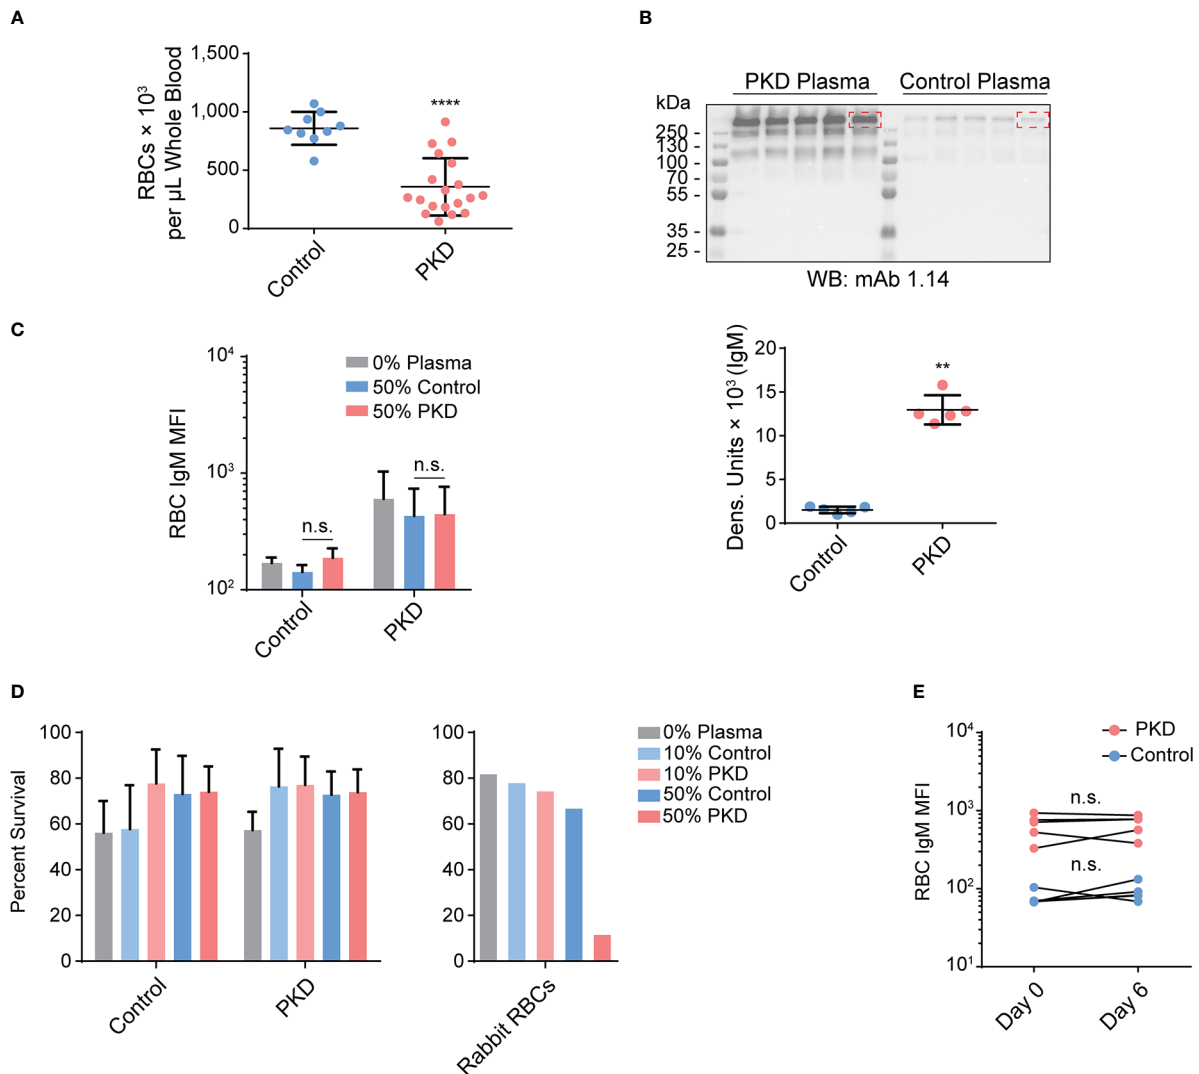 A
RBCs × 10³
per µL Whole Blood
1,500
1,000
500
0
****
Control
PKD
B
PKD Plasma
Control Plasma
kDa
250 -
130 -
100 -
70 -
55 -
35 -
25 -
WB: mAb 1.14
Dens. Units × 10³ (IgM)
20
15
10
5
0
**
Control
PKD
C
RBC IgM MFI
10⁴
10³
10²
0% Plasma
50% Control
50% PKD
n.s.
n.s.
Control
PKD
D
Percent Survival
100
80
60
40
20
0
Control
PKD
100
80
60
40
20
0
Rabbit RBCs
0% Plasma
10% Control
10% PKD
50% Control
50% PKD
E
RBC IgM MFI
10⁴
10³
10²
10¹
PKD
Control
n.s.
n.s.
Day 0
Day 6